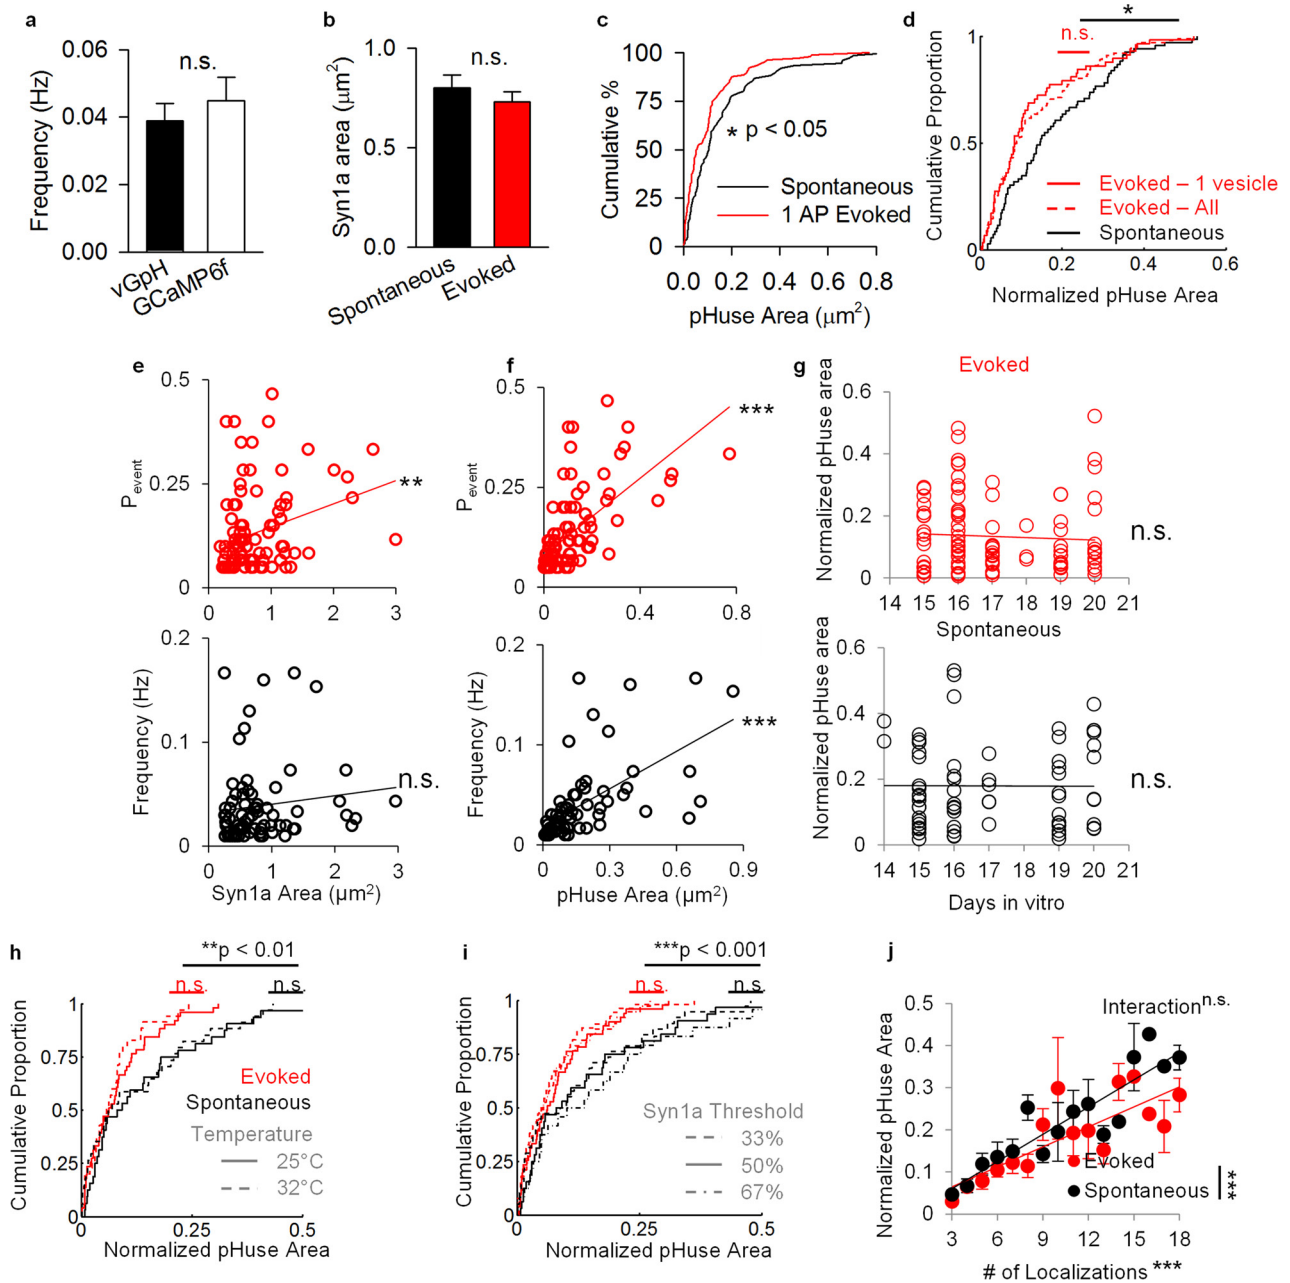 a
Frequency (Hz)
0.06
0.04
0.02
0.00
n.s.
vGpH
GCaMP6f
b
Syn1a area (μm²)
1.0
0.5
0.0
n.s.
Spontaneous
Evoked
c
Cumulative %
100
75
50
25
0
* p < 0.05
Spontaneous
1 AP Evoked
0.0 0.2 0.4 0.6 0.8
pHuse Area (μm²)
d
*
n.s.
Cumulative Proportion
1
0.5
0
Evoked – 1 vesicle
Evoked – All
Spontaneous
0 0.2 0.4 0.6
Normalized pHuse Area
e
P event
0.5
0.25
0
**
0 1 2 3
Frequency (Hz)
0.2
0.1
0
n.s.
0 1 2 3
Syn1a Area (μm²)
f
P event
0.5
0.25
0
***
0 0.4 0.8
Frequency (Hz)
0.2
0.1
0
***
0 0.3 0.6 0.9
pHuse Area (μm²)
g
Evoked
Normalized pHuse area
0.6
0.4
0.2
0
n.s.
14 15 16 17 18 19 20 21
Spontaneous
Normalized pHuse area
0.6
0.4
0.2
0
n.s.
14 15 16 17 18 19 20 21
Days in vitro
h
**p < 0.01
n.s. n.s.
Cumulative Proportion
1
0.75
0.5
0.25
0
Evoked
Spontaneous
Temperature
25°C
32°C
0 0.25 0.5
Normalized pHuse Area
i
***p < 0.001
n.s. n.s.
Cumulative Proportion
1
0.75
0.5
0.25
0
Syn1a Threshold
33%
50%
67%
0 0.25 0.5
Normalized pHuse Area
j
Interaction n.s.
Normalized pHuse Area
0.5
0.4
0.3
0.2
0.1
0
Evoked
Spontaneous
***
3 6 9 12 15 18
# of Localizations ***